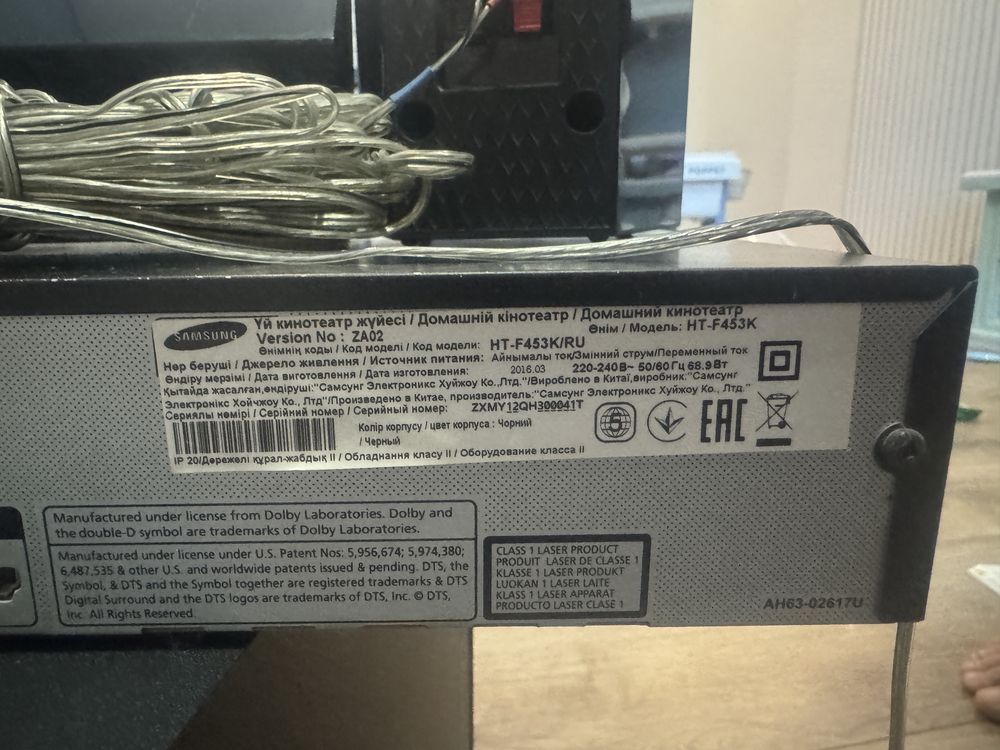 SAMSUNG
Үй кинотеатр жүйесі / Домашній кінотеатр / Домашний кинотеатр
Version No : ZA02
Өнім / Модель: HT-F453K
Өнімнің коды / Код моделі / Код модели: HT-F453K/RU
Нәр беруші / Джерело живлення / Источник питания: Айнымалы ток/Змінний струм/Переменный ток
Өндіру мерзімі / Дата виготовлення / Дата изготовления: 2016.03 220-240В~ 50/60Гц 68.9Вт
Қытайда жасалған,өндіруші:"Самсунг Электроникс Хуйжоу Ко.,Лтд."/Вироблено в Китаї,виробник:"Самсунг
Электронікс Хойчжоу Ко., Лтд"/Произведено в Китае, производитель:"Самсунг Электроникс Хуйжоу Ко., Лтд."
Сериялы нөмірі / Серійний номер / Серийный номер: ZXMY12QH300041T
Колір корпусу / цвет корпуса : Чорний
/ Черный
EAC
IP 20/Дәрежелі құрал-жабдық II / Обладнання класу II / Оборудование класса II
Manufactured under license from Dolby Laboratories. Dolby and
the double-D symbol are trademarks of Dolby Laboratories.
Manufactured under license under U.S. Patent Nos: 5,956,674; 5,974,380;
6,487,535 & other U.S. and worldwide patents issued & pending. DTS, the
Symbol, & DTS and the Symbol together are registered trademarks & DTS
Digital Surround and the DTS logos are trademarks of DTS, Inc. © DTS,
Inc. All Rights Reserved.
CLASS 1 LASER PRODUCT
PRODUIT LASER DE CLASSE 1
KLASSE 1 LASER PRODUKT
LUOKAN 1 LASER LAITE
KLASS 1 LASER APPARAT
PRODUCTO LASER CLASE 1
AH63-02617U